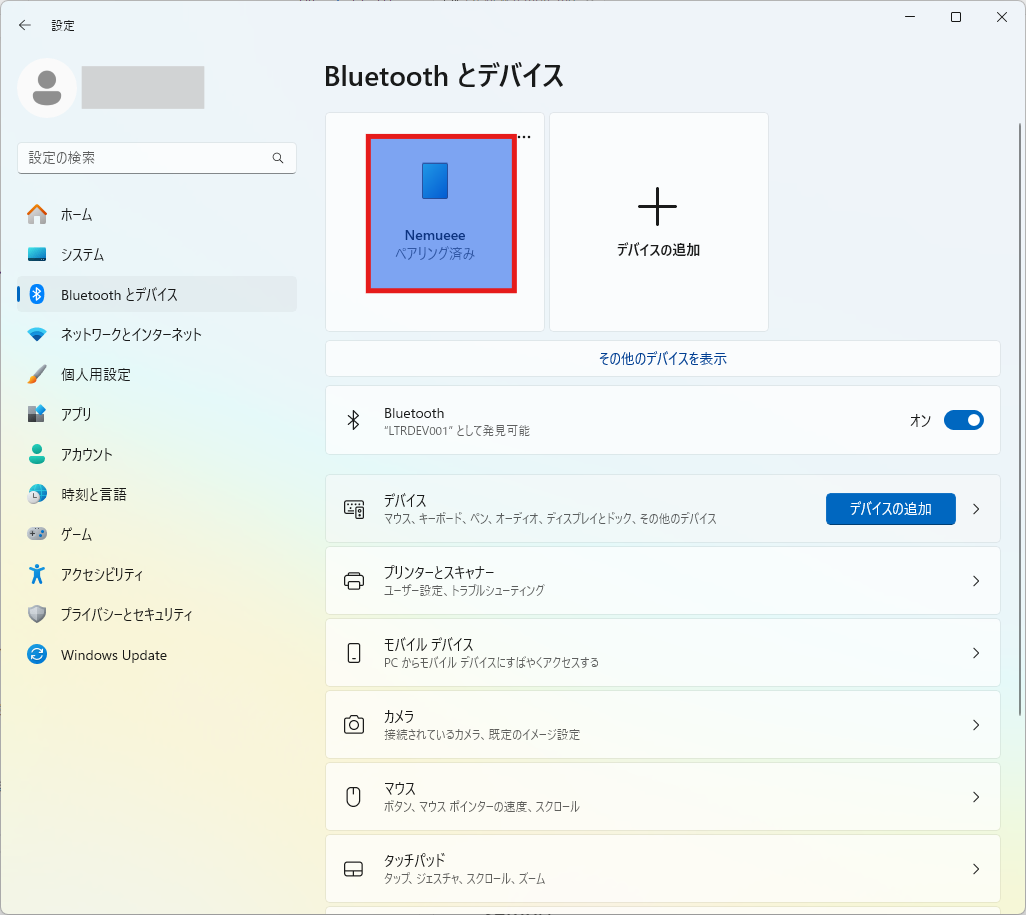 設定
設定の検索
ホーム
システム
Bluetooth とデバイス
ネットワークとインターネット
個人用設定
アプリ
アカウント
時刻と言語
ゲーム
アクセシビリティ
プライバシーとセキュリティ
Windows Update
Bluetooth とデバイス
Nemueee
ペアリング済み
デバイスの追加
その他のデバイスを表示
Bluetooth
"LTRDEV001" として発見可能
オン
デバイス
マウス、キーボード、ペン、オーディオ、ディスプレイとドック、その他のデバイス
デバイスの追加
プリンターとスキャナー
ユーザー設定、トラブルシューティング
モバイル デバイス
PC からモバイル デバイスにすばやくアクセスする
カメラ
接続されているカメラ、既定のイメージ設定
マウス
ボタン、マウス ポインターの速度、スクロール
タッチパッド
タップ、ジェスチャ、スクロール、ズーム